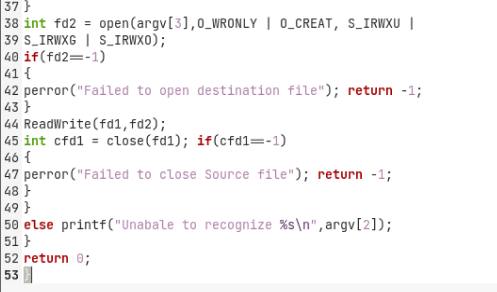 37 }
38 int fd2 = open(argv[3],O_WRONLY | O_CREAT, S_IRWXU |
39 S_IRWXG | S_IRWXO);
40 if(fd2==-1)
41 {
42 perror("Failed to open destination file"); return -1;
43 }
44 ReadWrite(fd1,fd2);
45 int cfd1 = close(fd1); if(cfd1==-1)
46 {
47 perror("Failed to close Source file"); return -1;
48 }
49 }
50 else printf("Unabale to recognize %s\n",argv[2]);
51 }
52 return 0;
53 }